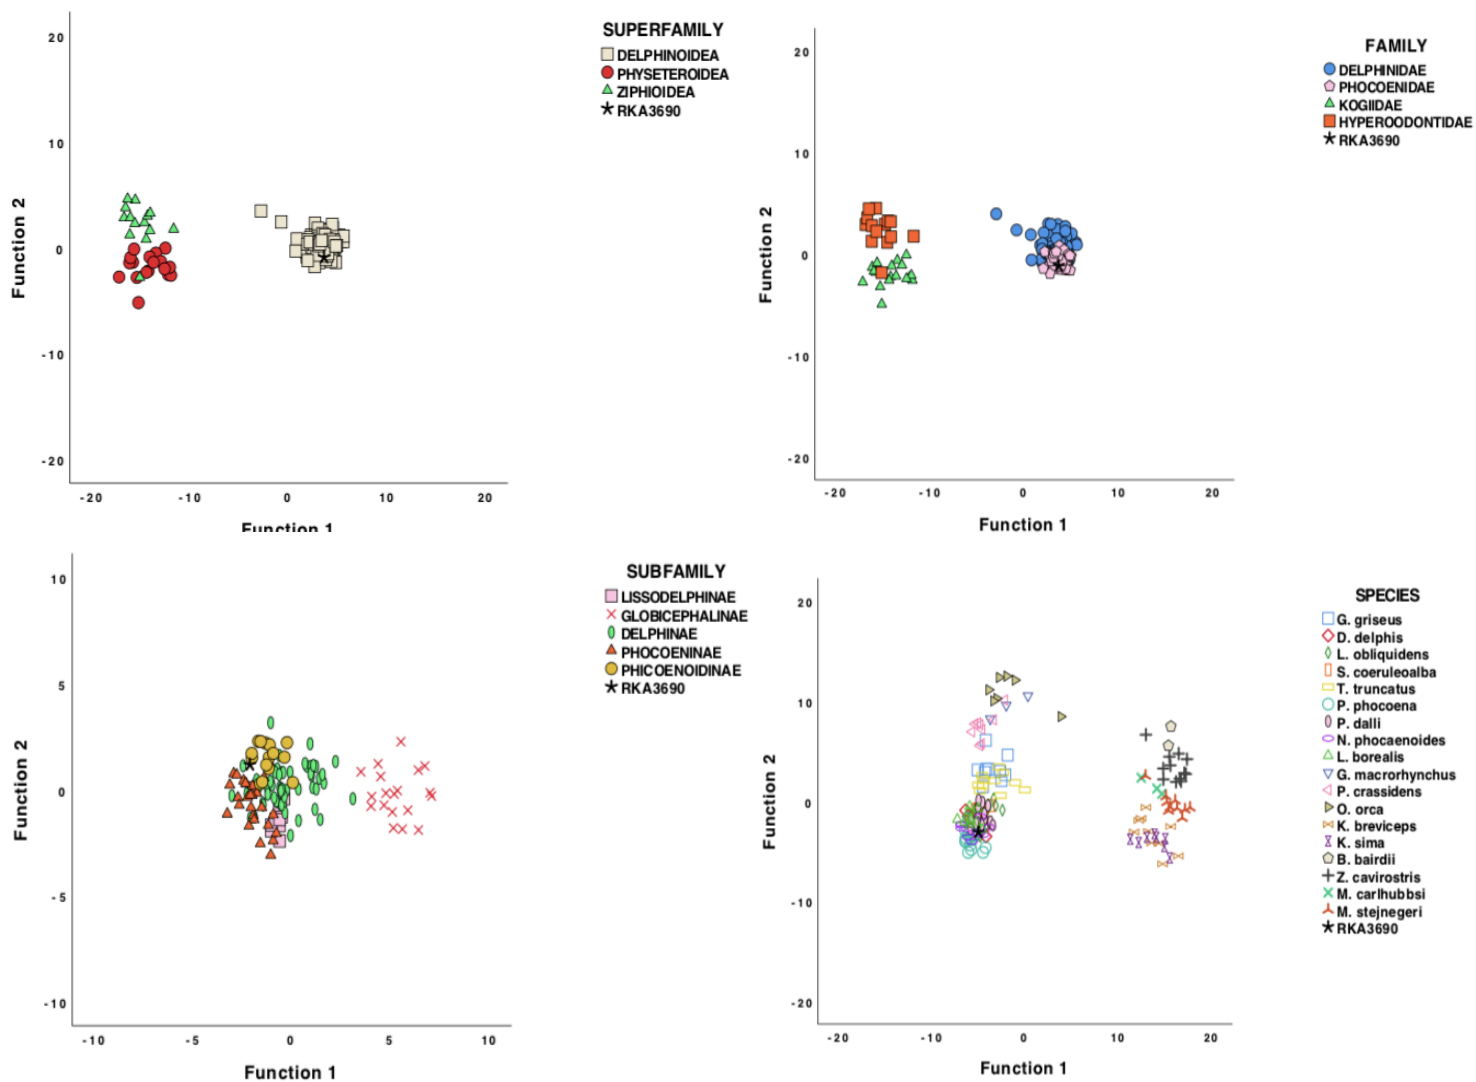 SUPERFAMILY
DELPHINOIDEA
PHYSETEROIDEA
ZIPHIOIDEA
RKA3690
20
10
0
-10
-20
Function 2
-20
-10
0
10
20
Function 1
FAMILY
DELPHINIDAE
PHOCOENIDAE
KOGIIDAE
HYPEROODONTIDAE
RKA3690
20
10
0
-10
-20
Function 2
-20
-10
0
10
20
Function 1
SUBFAMILY
LISSODELPHINAE
GLOBICEPHALINAE
DELPHINAE
PHOCOENINAE
PHICOENOIDINAE
RKA3690
10
5
0
-5
-10
Function 2
-10
-5
0
5
10
Function 1
SPECIES
G. griseus
D. delphis
L. obliquidens
S. coeruleoalba
T. truncatus
P. phocoena
P. dalli
N. phocaenoides
L. borealis
G. macrorhynchus
P. crassidens
O. orca
K. breviceps
K. sima
B. bairdii
Z. cavirostris
M. carlhubbsi
M. stejnegeri
RKA3690
20
10
0
-10
-20
Function 2
-20
-10
0
10
20
Function 1